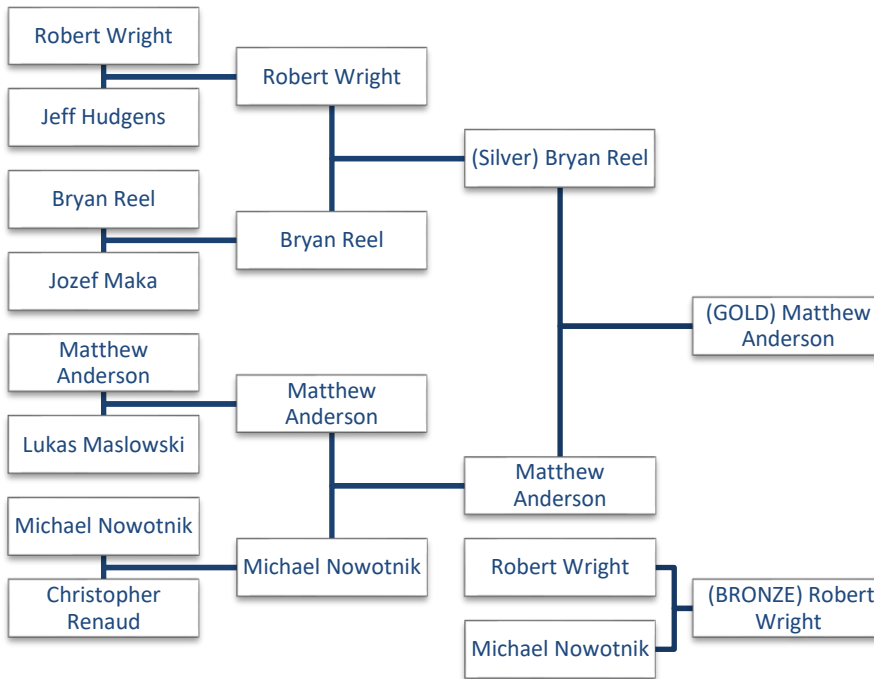 Robert Wright
Jeff Hudgens
Bryan Reel
Jozef Maka
Matthew
Anderson
Lukas Maslowski
Michael Nowotnik
Christopher
Renaud
Robert Wright
Bryan Reel
Matthew
Anderson
Michael Nowotnik
(Silver) Bryan Reel
Matthew
Anderson
Robert Wright
Michael Nowotnik
(GOLD) Matthew
Anderson
(BRONZE) Robert
Wright